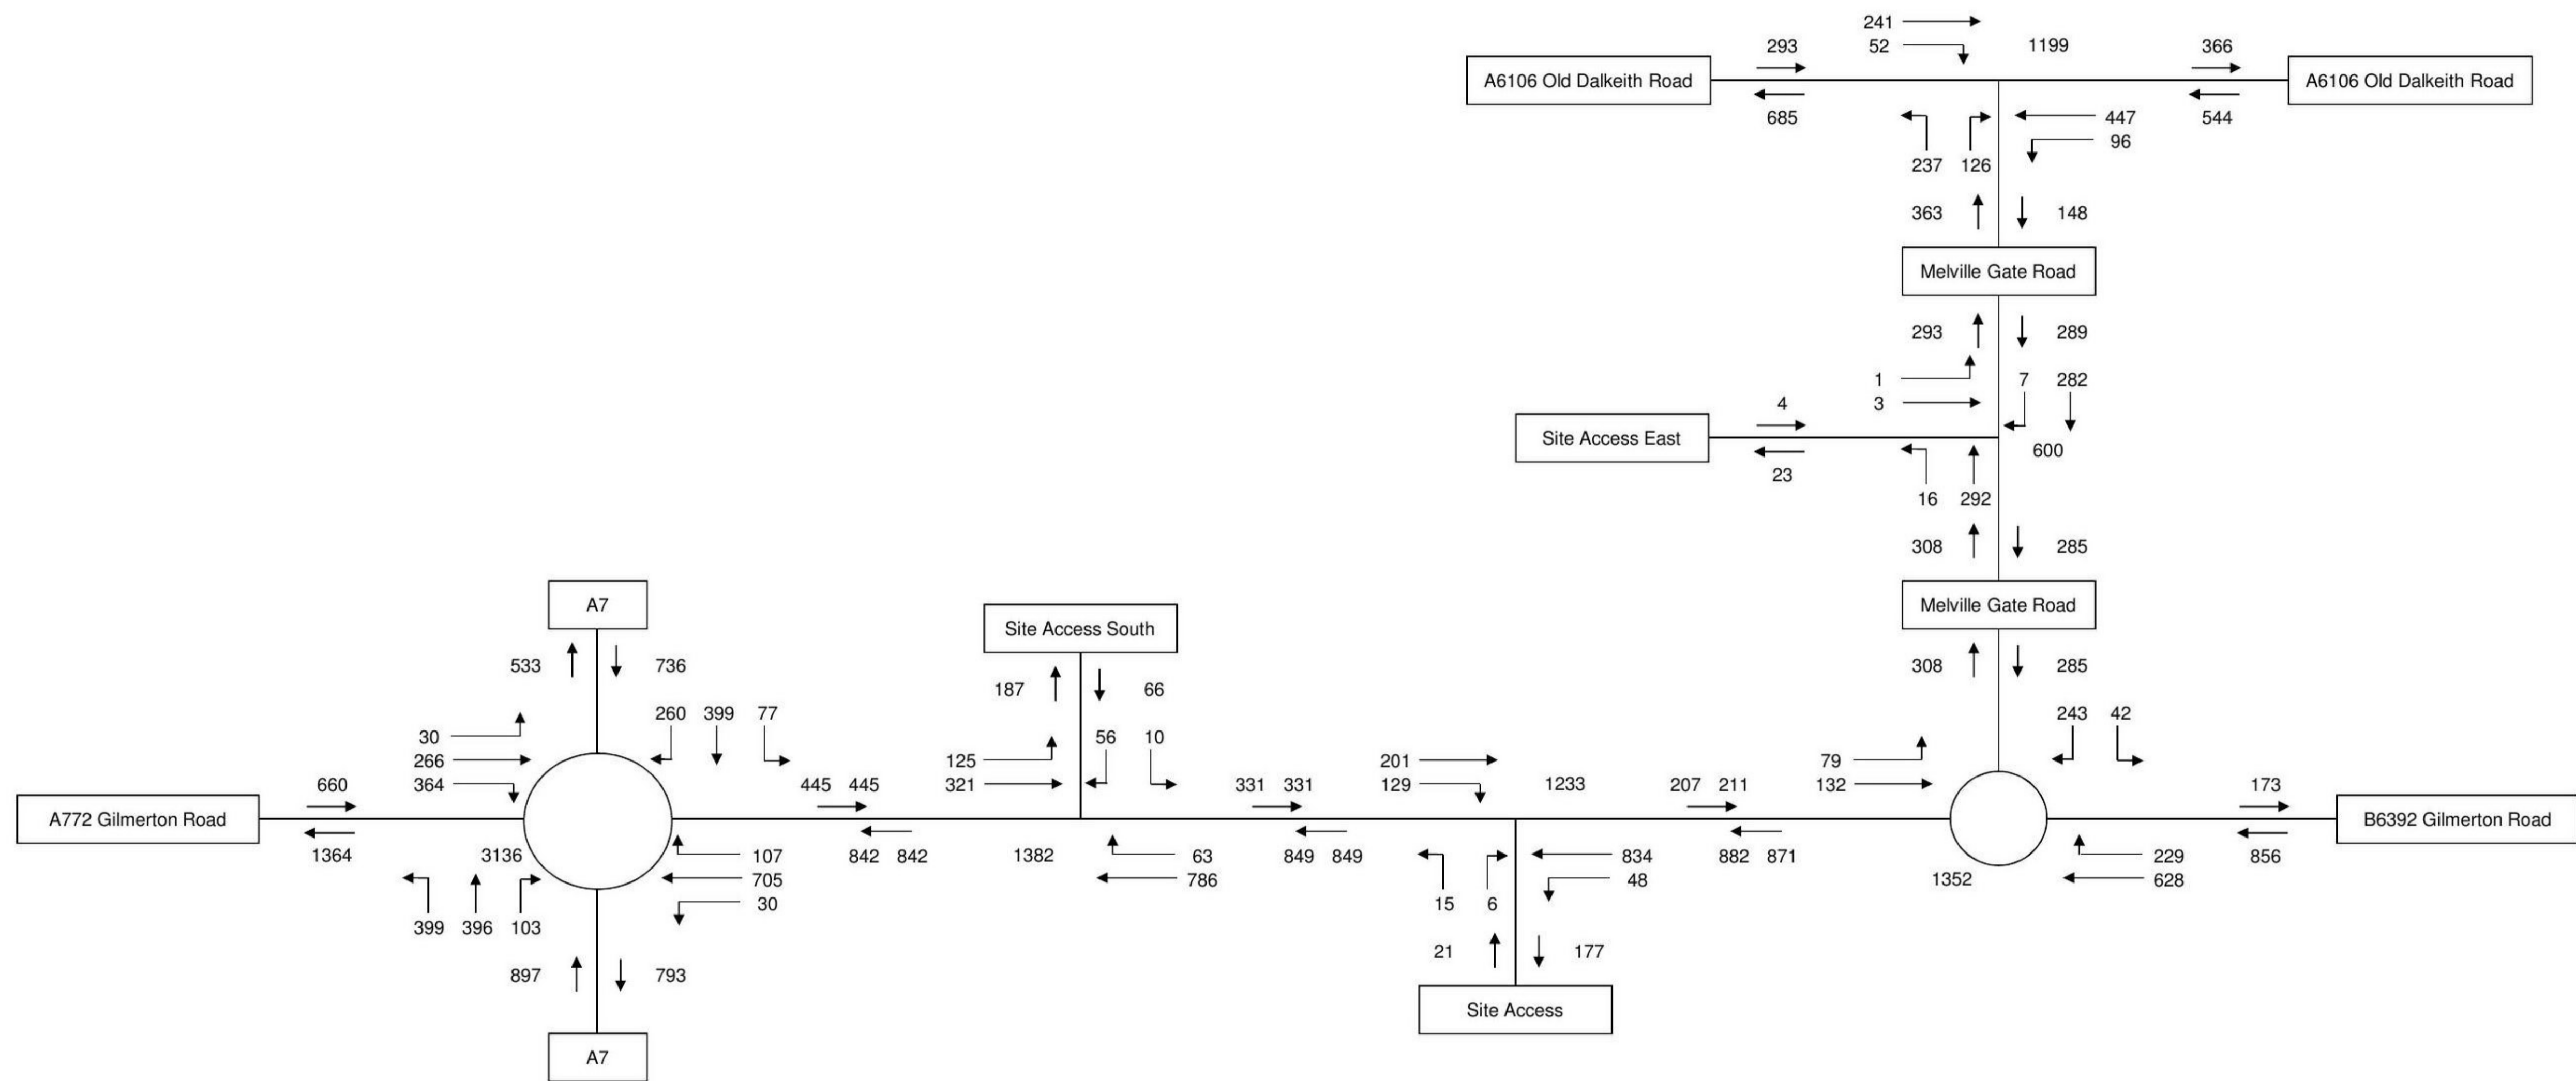 241
293 52 1199 366
A6106 Old Dalkeith Road A6106 Old Dalkeith Road
685 447 544
96
237 126
363 148
Melville Gate Road
293 289
1 7 282
4 3
Site Access East
600
23
16 292
308 285
A7 Melville Gate Road
Site Access South
533 736 308 285
187 66
260 399 77 243 42
30 56 10
266 125 201 79
660 364 445 445 321 331 331 129 1233 207 211 132 173
A772 Gilmerton Road B6392 Gilmerton Road
1364 3136 107 842 842 1382 63 849 849 834 882 871 229 856
705 786 48 1352 628
30 15 6
399 396 103
21 177
897 793
Site Access
A7